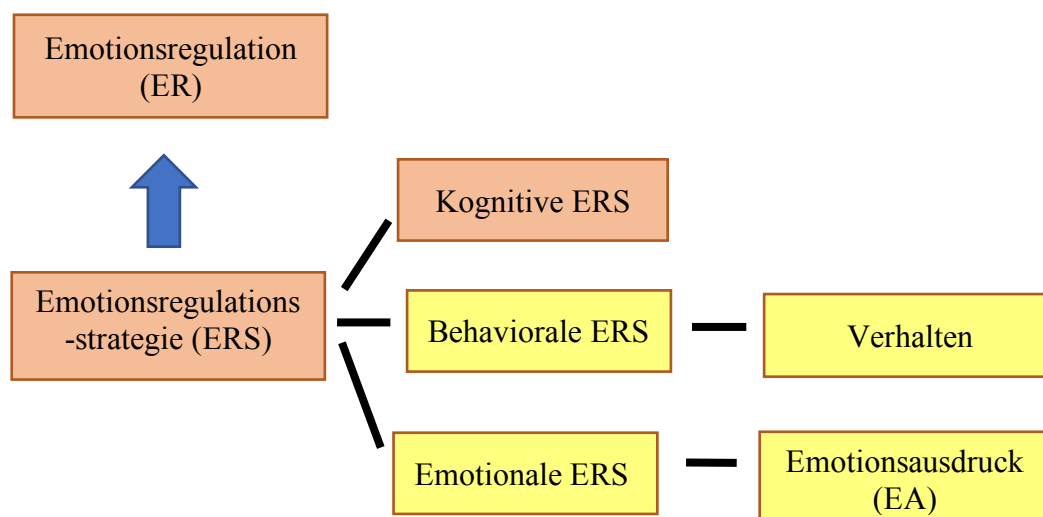 Emotionsregulation
(ER)
Kognitive ERS
Emotionsregulations
-strategie (ERS)
Behaviorale ERS
Verhalten
Emotionale ERS
Emotionsausdruck
(EA)